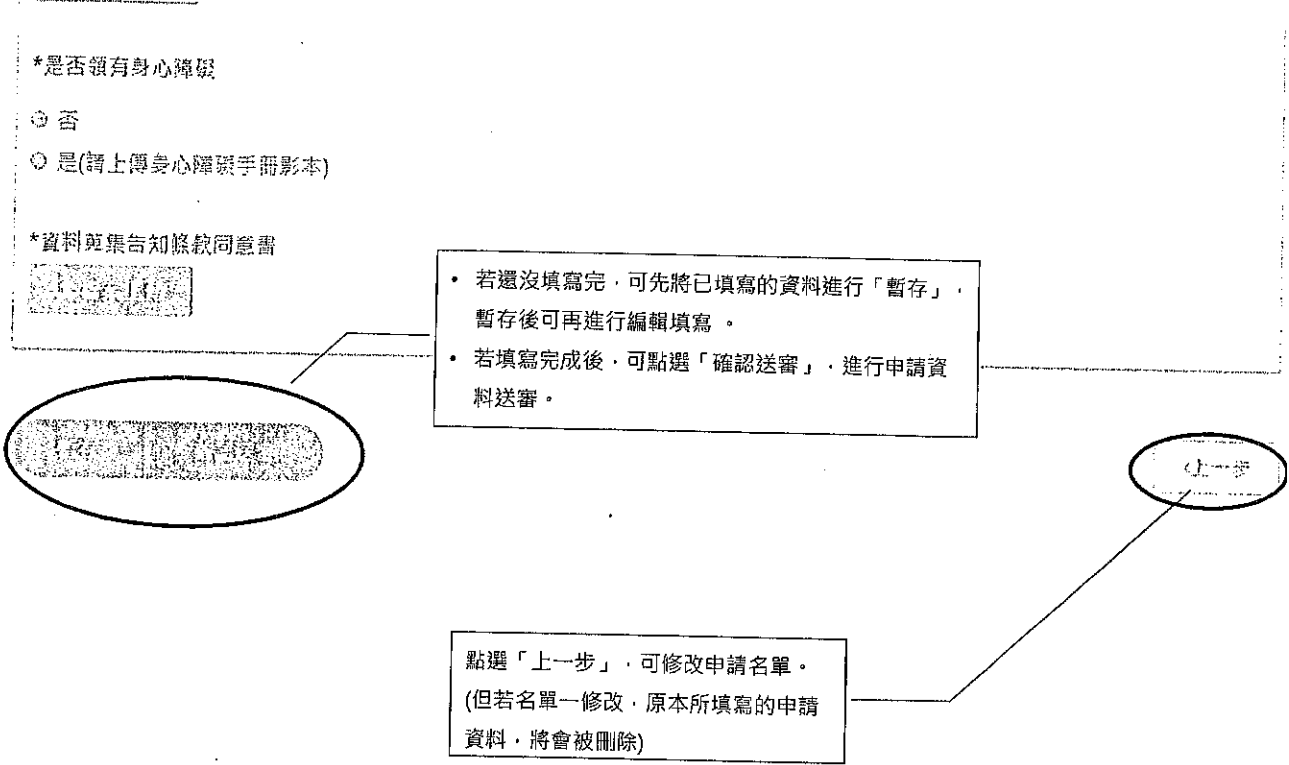 *是否領有身心障礙
否
是(請上傳身心障礙手冊影本)
*資料蒐集告知條款同意書
• 若還沒填寫完，可先將已填寫的資料進行「暫存」，
暫存後可再進行編輯填寫。
• 若填寫完成後，可點選「確認送審」，進行申請資
料送審。
上一步
點選「上一步」，可修改申請名單。
(但若名單一修改，原本所填寫的申請
資料，將會被刪除)